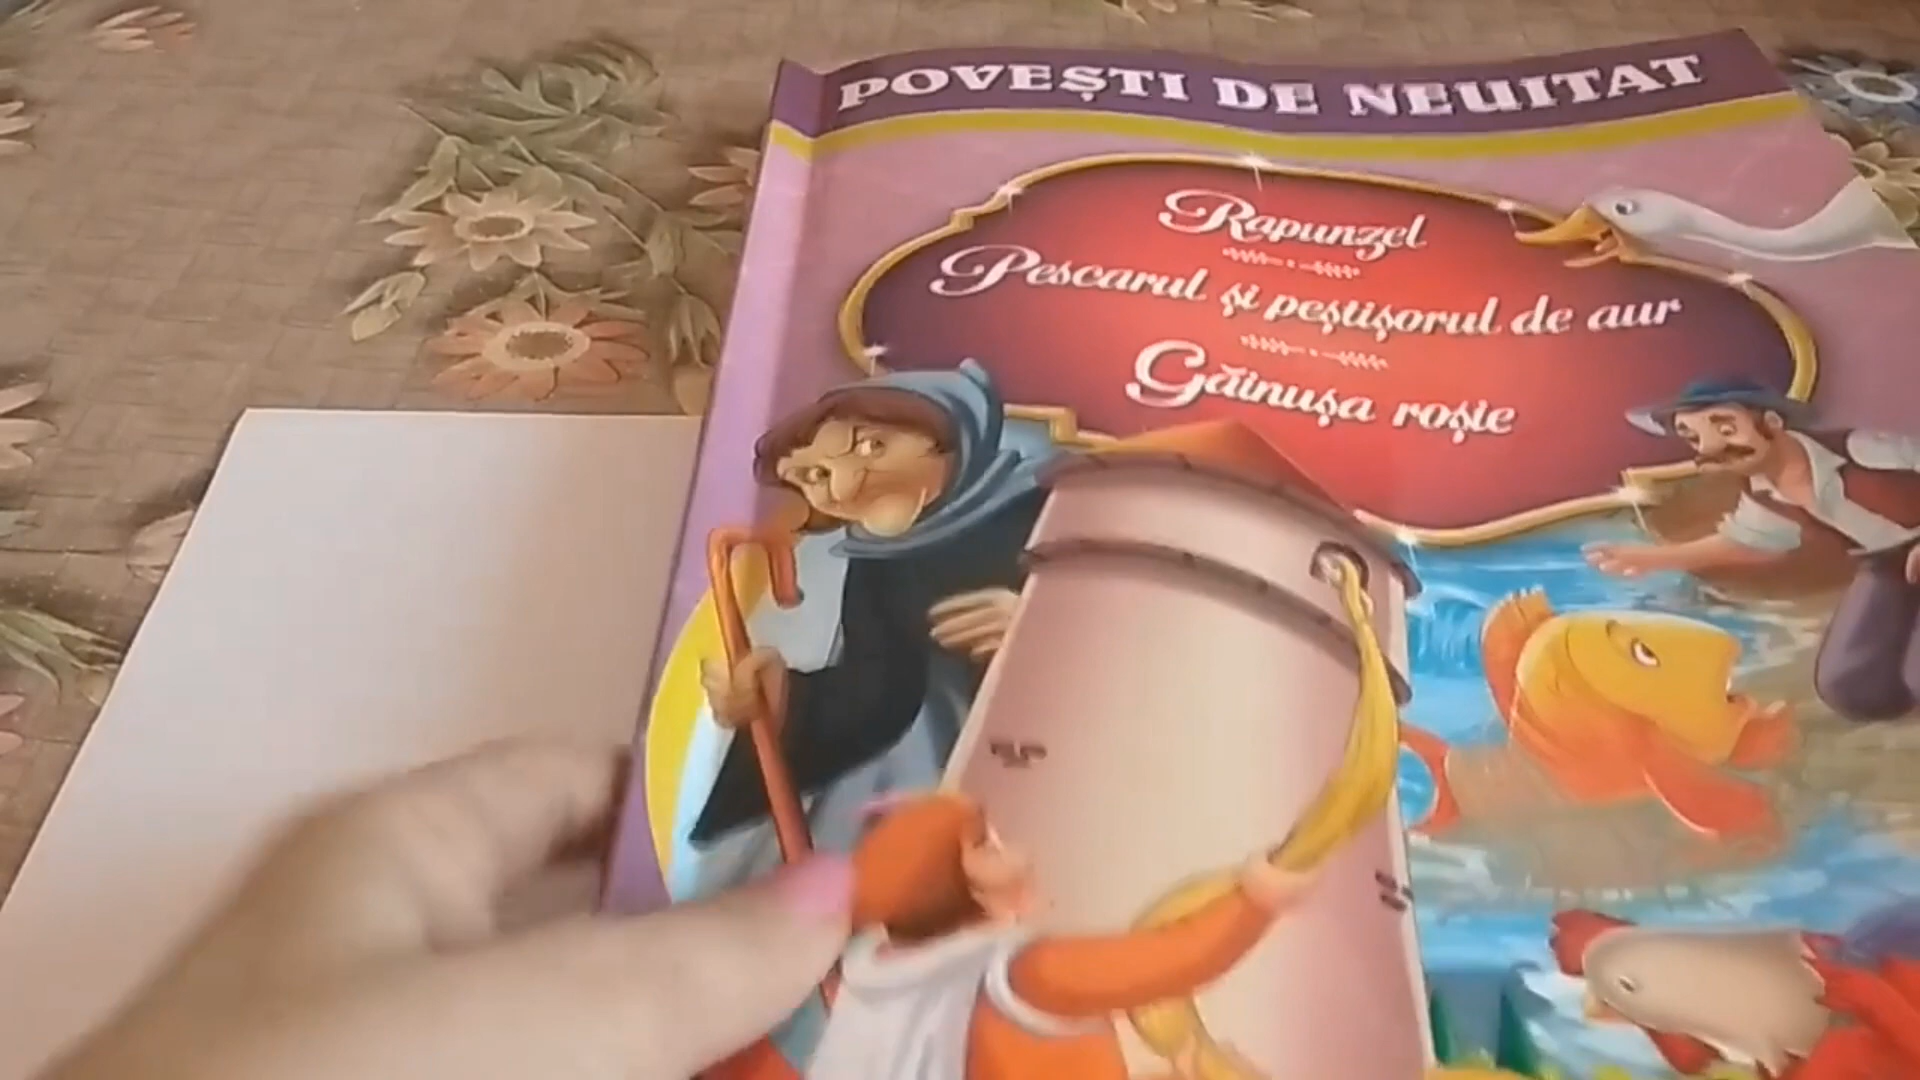 POVEȘTI DE NEUITAT
Rapunzel
Pescarul și peștișorul de aur
Găinușa roșie